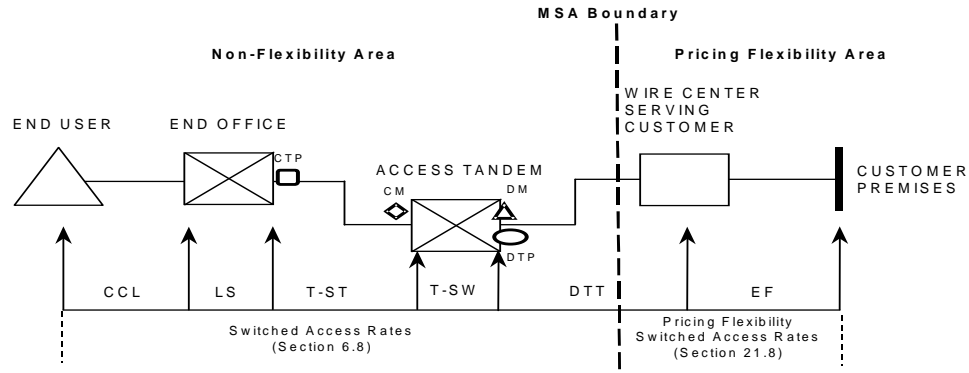 MSA Boundary
Non-Flexibility Area
Pricing Flexibility Area
WIRE CENTER
SERVING
CUSTOMER
END USER
END OFFICE
CTP
ACCESS TANDEM
CM
DM
CUSTOMER
PREMISES
DTP
CCL
LS
T-ST
T-SW
DTT
EF
Switched Access Rates
(Section 6.8)
Pricing Flexibility
Switched Access Rates
(Section 21.8)